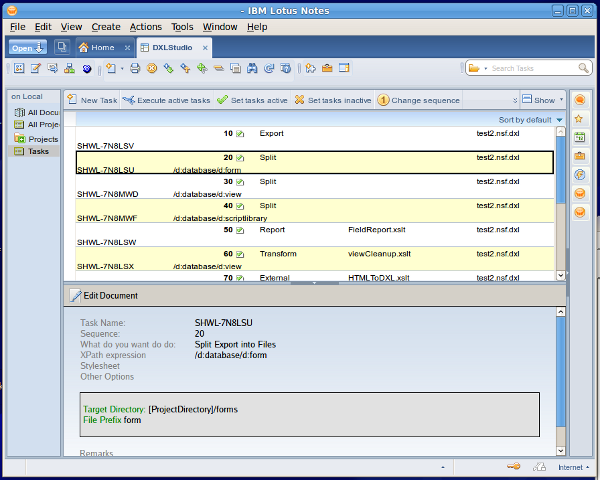 - IBM Lotus Notes
File Edit View Create Actions Tools Window Help
Open Home DXLStudio
Search Tasks
on Local
All Docu
All Proje
Projects
Tasks
New Task Execute active tasks Set tasks active Set tasks inactive 1 Change sequence Show
Sort by default
10 Export test2.nsf.dxl
SHWL-7N8LSV
20 Split test2.nsf.dxl
SHWL-7N8LSU /d:database/d:form
30 Split test2.nsf.dxl
SHWL-7N8MWD /d:database/d:view
40 Split test2.nsf.dxl
SHWL-7N8MWF /d:database/d:scriptlibrary
50 Report FieldReport.xslt test2.nsf.dxl
SHWL-7N8LSW
60 Transform viewCleanup.xslt test2.nsf.dxl
SHWL-7N8LSX /d:database/d:view
70 External HTMLToDXL.xslt test2.nsf.dxl
Edit Document
Task Name: SHWL-7N8LSU
Sequence: 20
What do you want do do: Split Export into Files
XPath expression /d:database/d:form
Stylesheet
Other Options
Target Directory: [ProjectDirectory]/forms
File Prefix form
Remarks
Internet